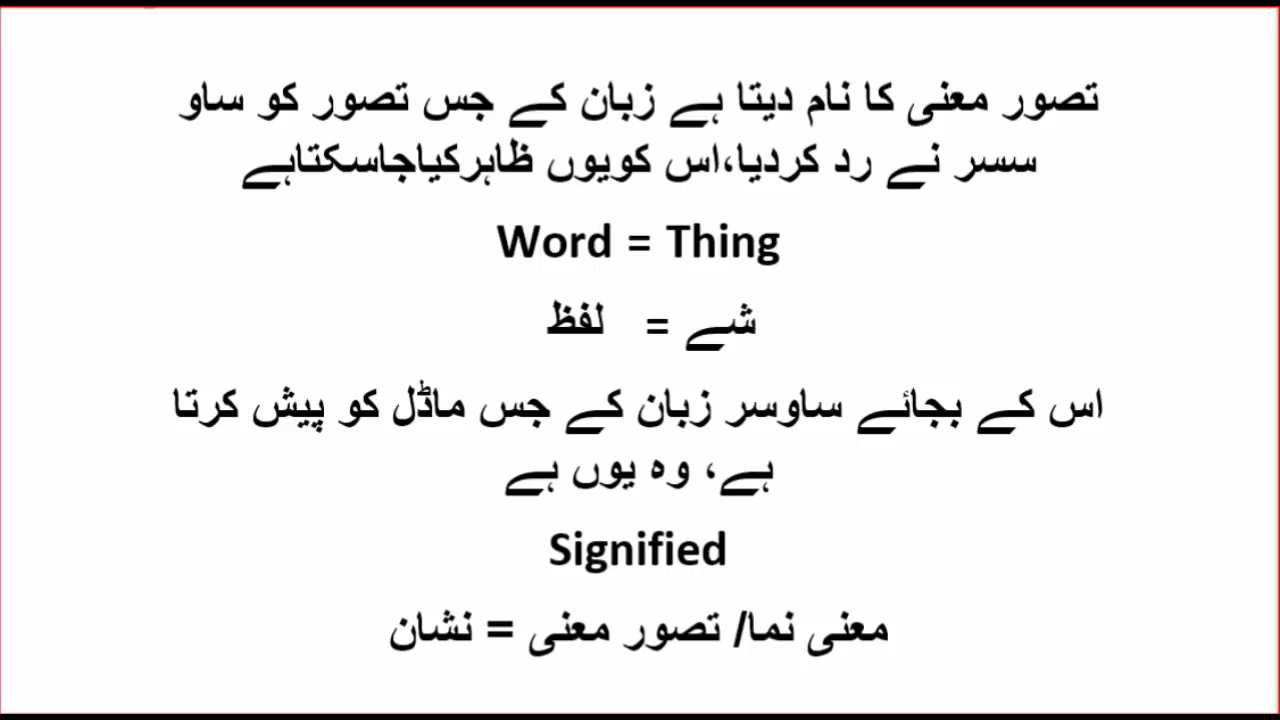 تصور معنی کا نام دیتا ہے زبان کے جس تصور کو ساو
سسر نے رد کردیا،اس کویوں ظاہرکیاجاسکتاہے
Word = Thing
شے = لفظ
اس کے بجائے ساوسر زبان کے جس ماڈل کو پیش کرتا
ہے، وہ یوں ہے
Signified
معنی نما/ تصور معنی = نشان